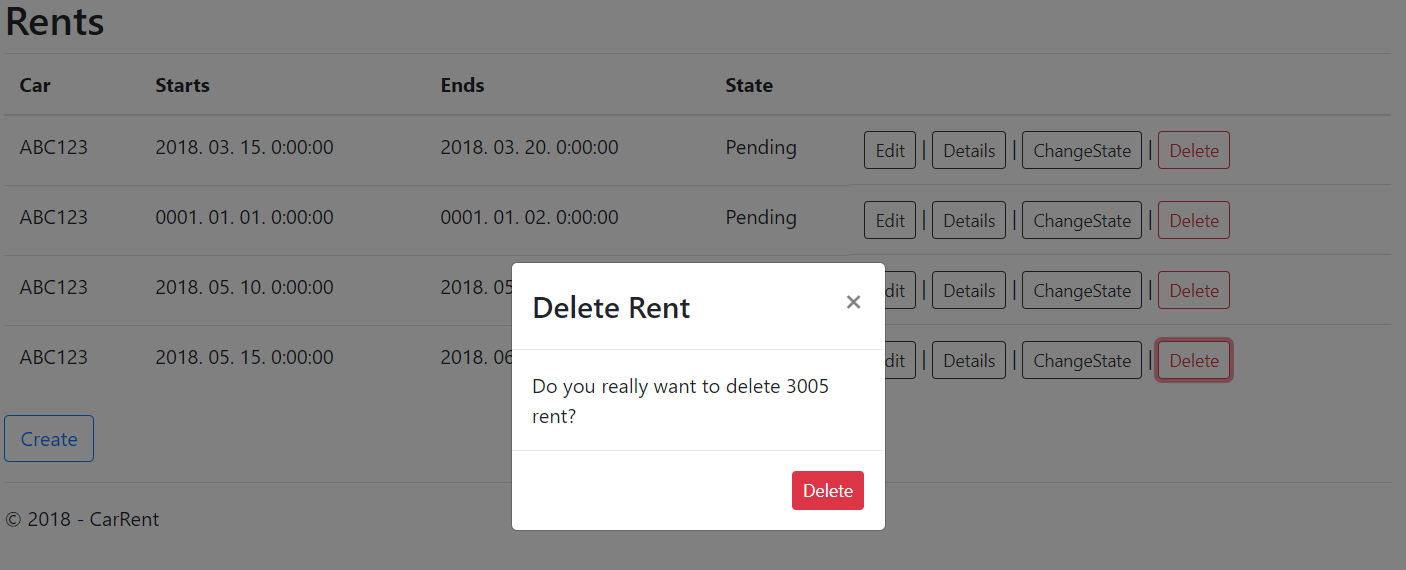 Rents
Car Starts Ends State
ABC123 2018. 03. 15. 0:00:00 2018. 03. 20. 0:00:00 Pending Edit | Details | ChangeState | Delete
ABC123 0001. 01. 01. 0:00:00 0001. 01. 02. 0:00:00 Pending Edit | Details | ChangeState | Delete
ABC123 2018. 05. 10. 0:00:00 2018. 05 dit | Details | ChangeState | Delete
ABC123 2018. 05. 15. 0:00:00 2018. 06 dit | Details | ChangeState | Delete
Delete Rent ×
Do you really want to delete 3005
rent?
Delete
Create
© 2018 - CarRent